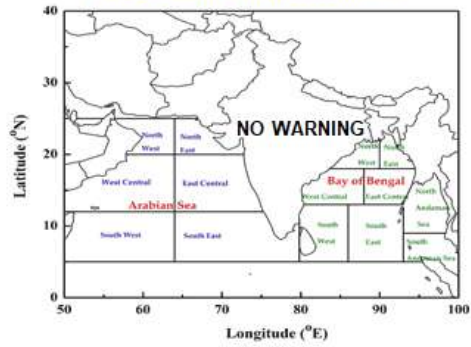 40
30
20
10
0
50
60
70
80
90
100
Latitude (°N)
Longitude (°E)
NO WARNING
North West
North East
West Central
East Central
Arabian Sea
South West
South East
North West
North East
Bay of Bengal
West Central
East Central
South West
South East
North Andaman Sea
South Andaman Sea